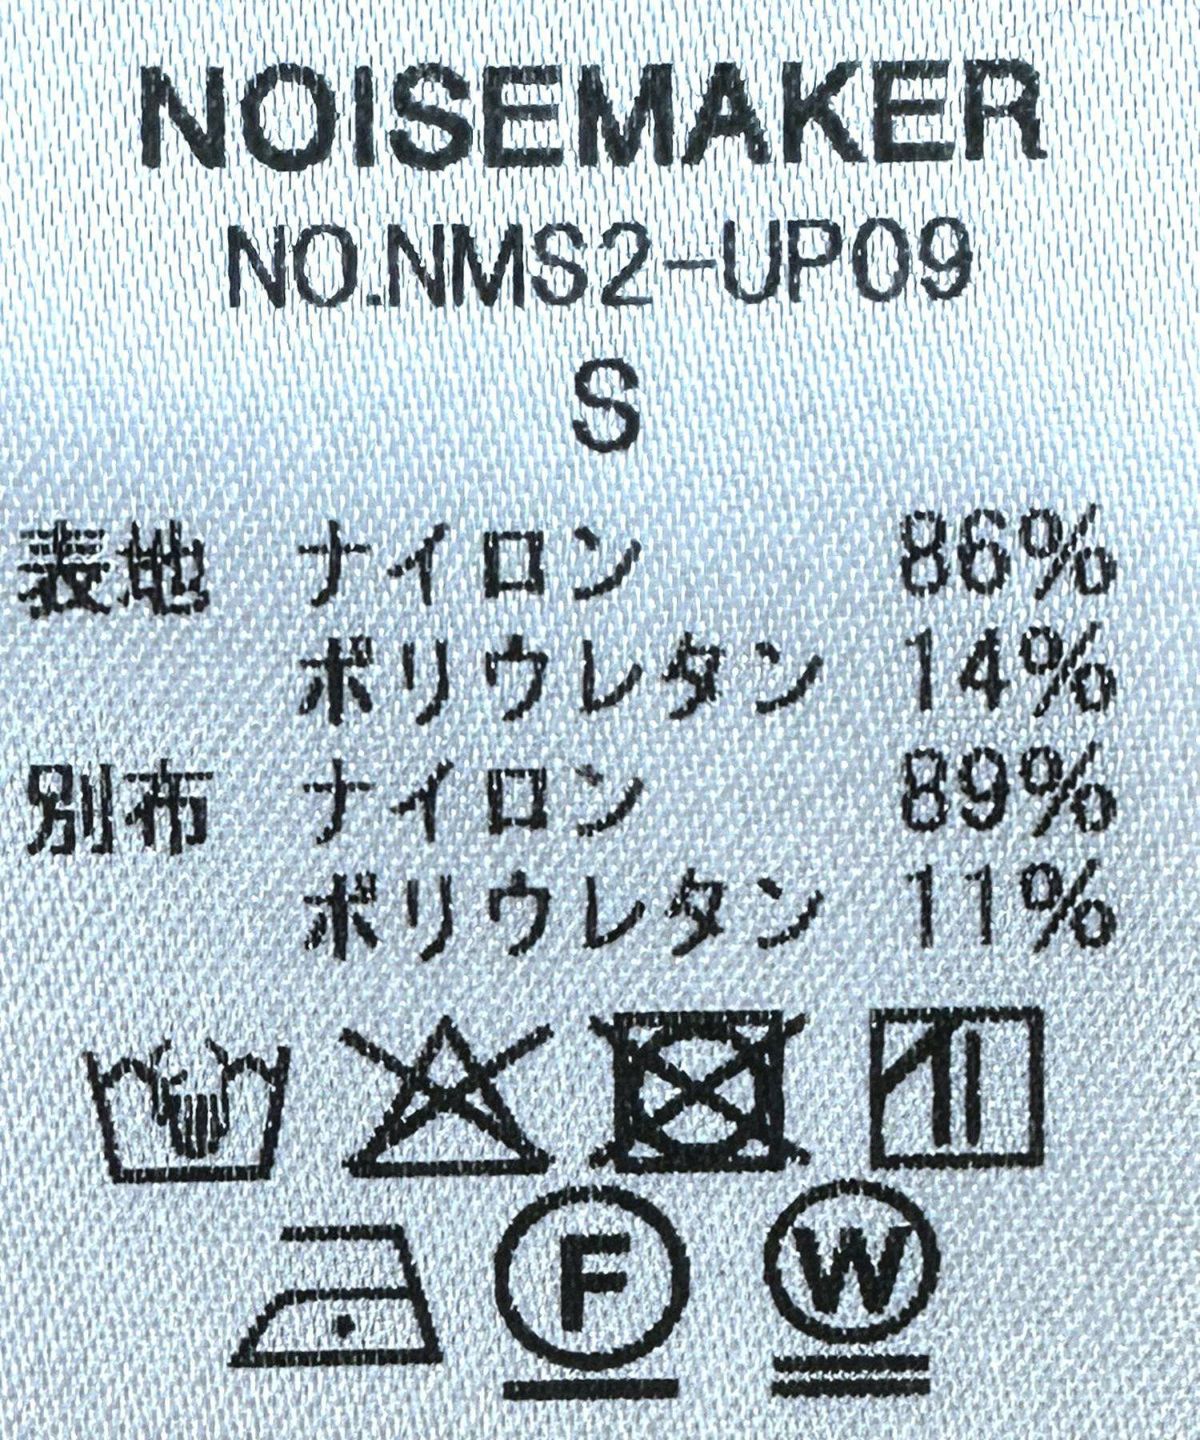 NOISEMAKER
NO.NMS2-UP09
S
表地 ナイロン 86%
ポリウレタン 14%
別布 ナイロン 89%
ポリウレタン 11%
F W